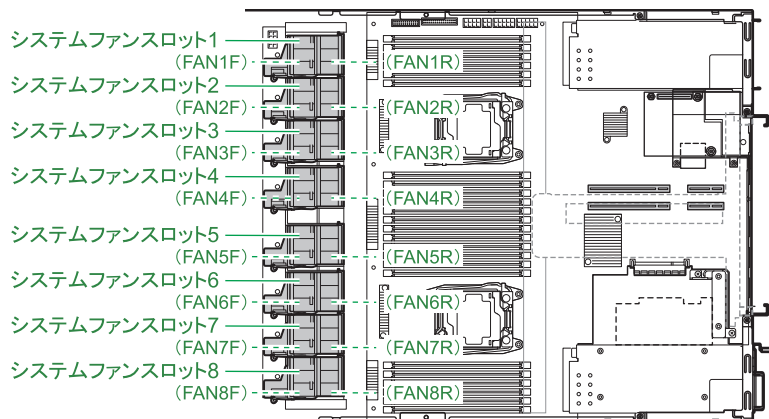 システムファンスロット1
(FAN1F) (FAN1R)
システムファンスロット2
(FAN2F) (FAN2R)
システムファンスロット3
(FAN3F) (FAN3R)
システムファンスロット4
(FAN4F) (FAN4R)
システムファンスロット5
(FAN5F) (FAN5R)
システムファンスロット6
(FAN6F) (FAN6R)
システムファンスロット7
(FAN7F) (FAN7R)
システムファンスロット8
(FAN8F) (FAN8R)